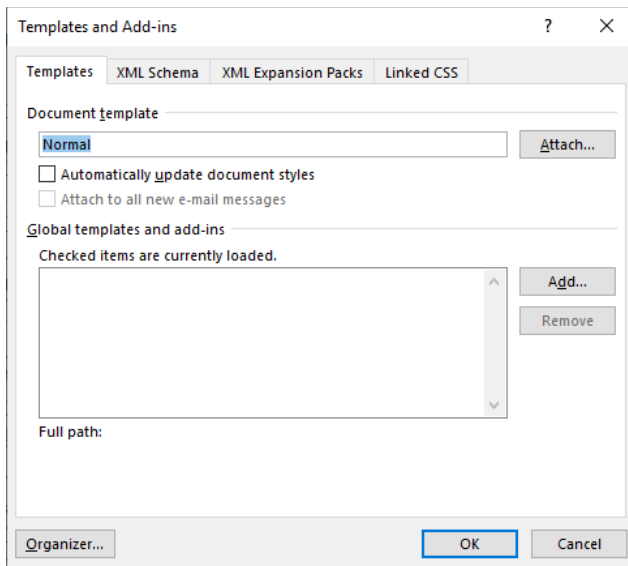 Templates and Add-ins ? ×
Templates XML Schema XML Expansion Packs Linked CSS
Document template
Normal Attach...
Automatically update document styles
Attach to all new e-mail messages
Global templates and add-ins
Checked items are currently loaded.
Add...
Remove
Full path:
Organizer... OK Cancel